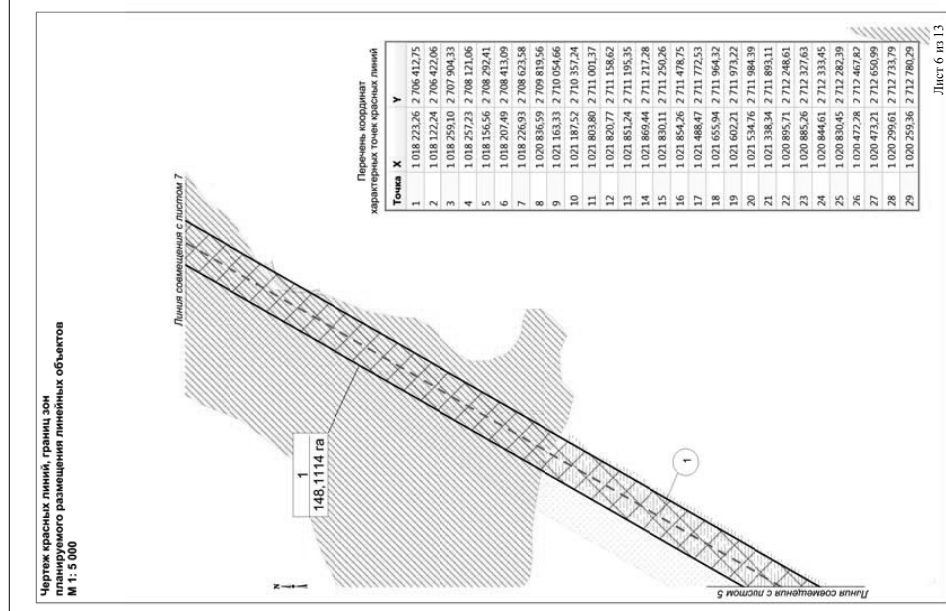 Чертеж красных линий, границ зон
планируемого размещения линейных объектов
М 1: 5 000
Линия совмещения с листом 7
1
148,1114 га
N
1
Линия совмещения с листом 5
Перечень координат
характерных точек красных линий
Точка X Y
1 1 018 223,26 2 706 412,75
2 1 018 122,24 2 706 422,06
3 1 018 259,10 2 707 904,33
4 1 018 257,23 2 708 121,06
5 1 018 156,56 2 708 292,41
6 1 018 207,49 2 708 413,09
7 1 018 226,93 2 708 623,58
8 1 020 836,59 2 709 819,56
9 1 021 163,33 2 710 054,66
10 1 021 187,52 2 710 357,24
11 1 021 803,80 2 711 001,37
12 1 021 820,77 2 711 158,62
13 1 021 851,24 2 711 195,35
14 1 021 869,44 2 711 217,28
15 1 021 830,11 2 711 250,26
16 1 021 854,26 2 711 478,75
17 1 021 488,47 2 711 772,53
18 1 021 655,94 2 711 964,32
19 1 021 602,21 2 711 973,22
20 1 021 534,76 2 711 984,39
21 1 021 338,34 2 711 893,11
22 1 020 895,71 2 712 248,61
23 1 020 885,26 2 712 327,63
24 1 020 844,61 2 712 333,45
25 1 020 830,45 2 712 282,39
26 1 020 472,28 2 712 467,82
27 1 020 473,21 2 712 650,99
28 1 020 299,61 2 712 733,79
29 1 020 259,36 2 712 780,29
Лист 6 из 13